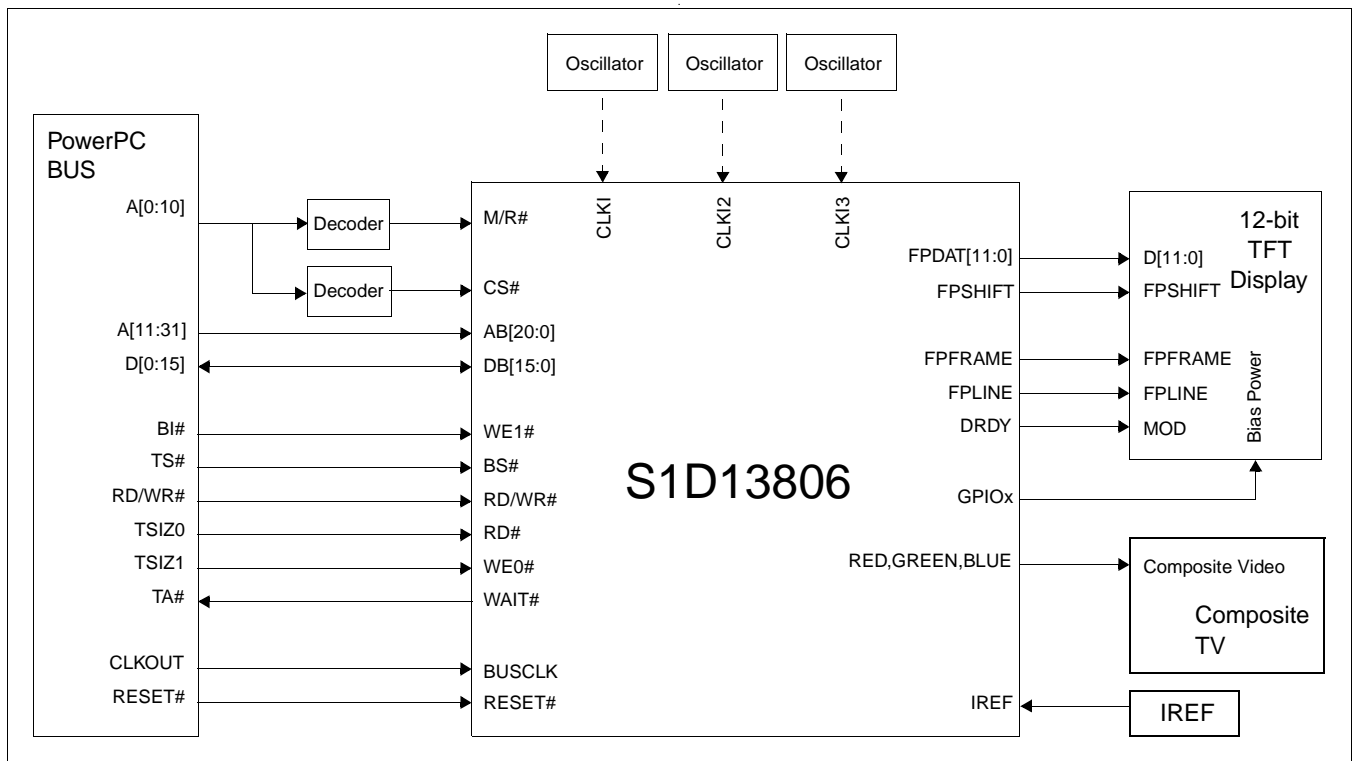 Oscillator
Oscillator
Oscillator
PowerPC
BUS
A[0:10]
Decoder
Decoder
A[11:31]
D[0:15]
BI#
TS#
RD/WR#
TSIZ0
TSIZ1
TA#
CLKOUT
RESET#
M/R#
CS#
AB[20:0]
DB[15:0]
WE1#
BS#
RD/WR#
RD#
WE0#
WAIT#
BUSCLK
RESET#
CLKI
CLKI2
CLKI3
S1D13806
FPDAT[11:0]
FPSHIFT
FPFRAME
FPLINE
DRDY
GPIOx
RED,GREEN,BLUE
IREF
12-bit
TFT
Display
D[11:0]
FPSHIFT
FPFRAME
FPLINE
MOD
Bias Power
Composite Video
Composite
TV
IREF